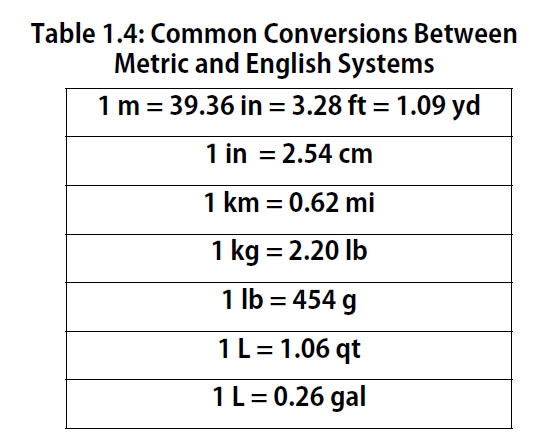 Table 1.4: Common Conversions Between
Metric and English Systems
1 m = 39.36 in = 3.28 ft = 1.09 yd
1 in = 2.54 cm
1 km = 0.62 mi
1 kg = 2.20 lb
1 lb = 454 g
1 L = 1.06 qt
1 L = 0.26 gal